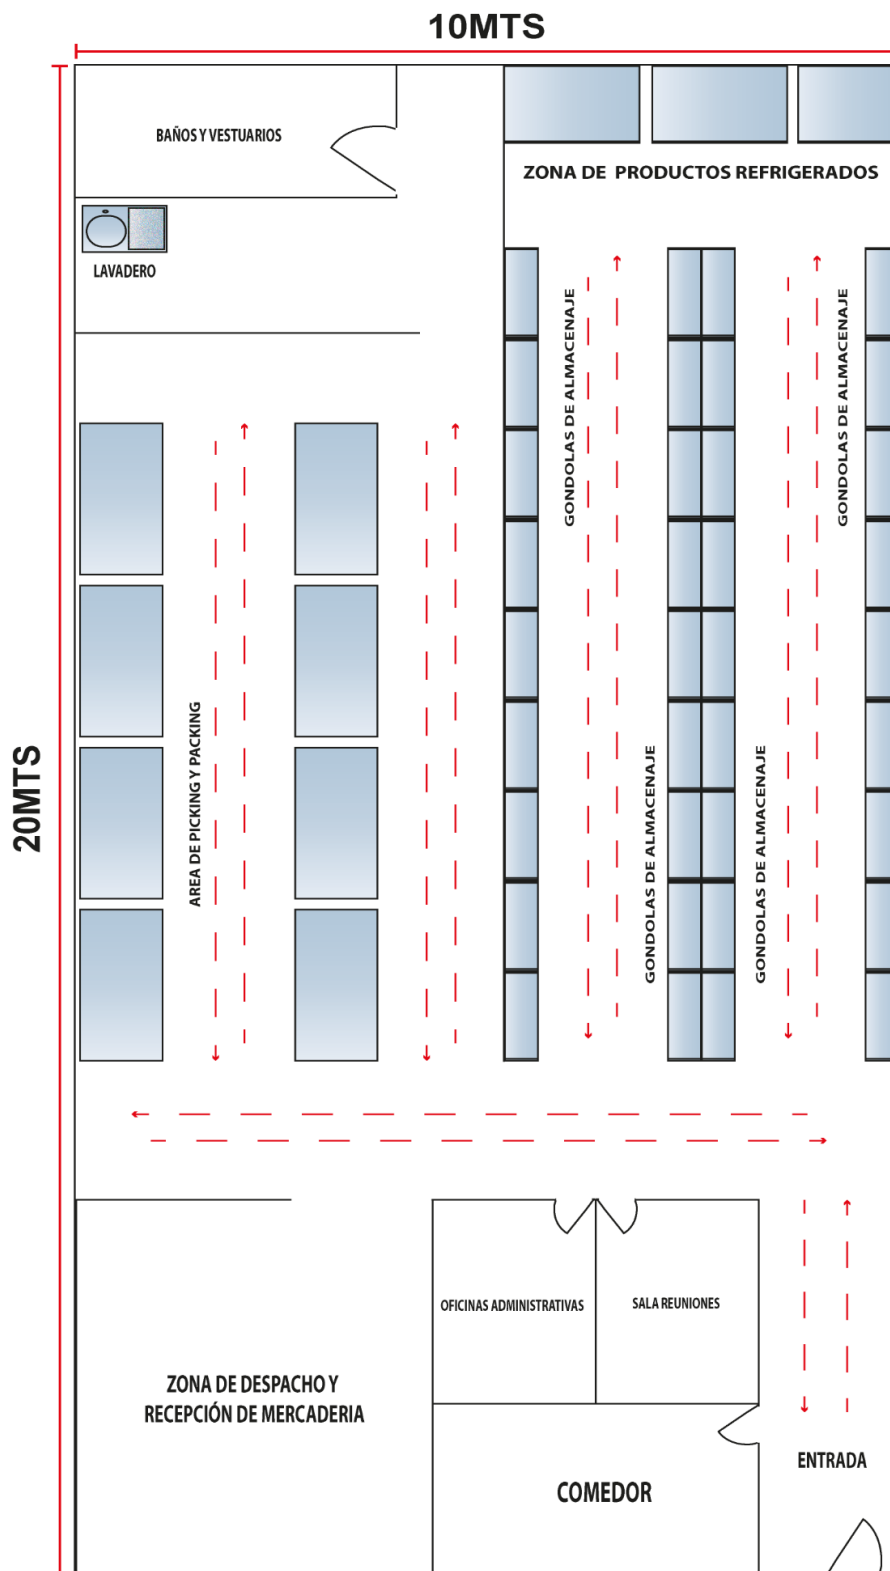 10MTS
BAÑOS Y VESTUARIOS
ZONA DE PRODUCTOS REFRIGERADOS
LAVADERO
GONDOLAS DE ALMACENAJE
GONDOLAS DE ALMACENAJE
20MTS
AREA DE PICKING Y PACKING
GONDOLAS DE ALMACENAJE
GONDOLAS DE ALMACENAJE
OFICINAS ADMINISTRATIVAS
SALA REUNIONES
ZONA DE DESPACHO Y
RECEPCIÓN DE MERCADERIA
ENTRADA
COMEDOR